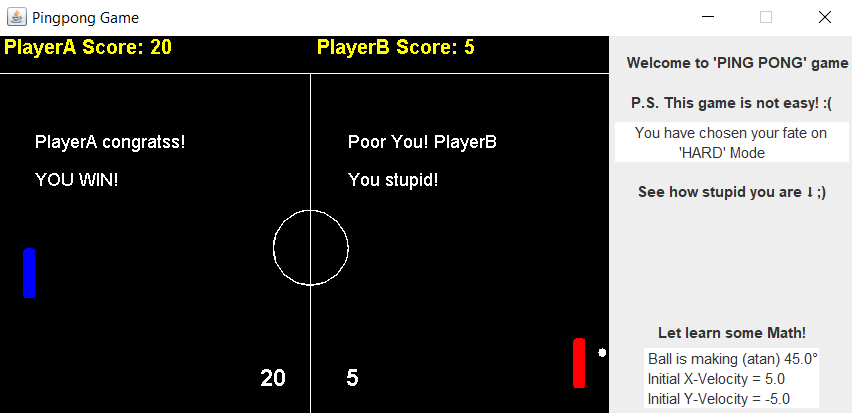 Pingpong Game
PlayerA Score: 20 PlayerB Score: 5
PlayerA congratss! Poor You! PlayerB
YOU WIN! You stupid!
20 5
Welcome to 'PING PONG' game
P.S. This game is not easy! :(
You have chosen your fate on
'HARD' Mode
See how stupid you are ↓ ;)
Let learn some Math!
Ball is making (atan) 45.0°
Initial X-Velocity = 5.0
Initial Y-Velocity = -5.0